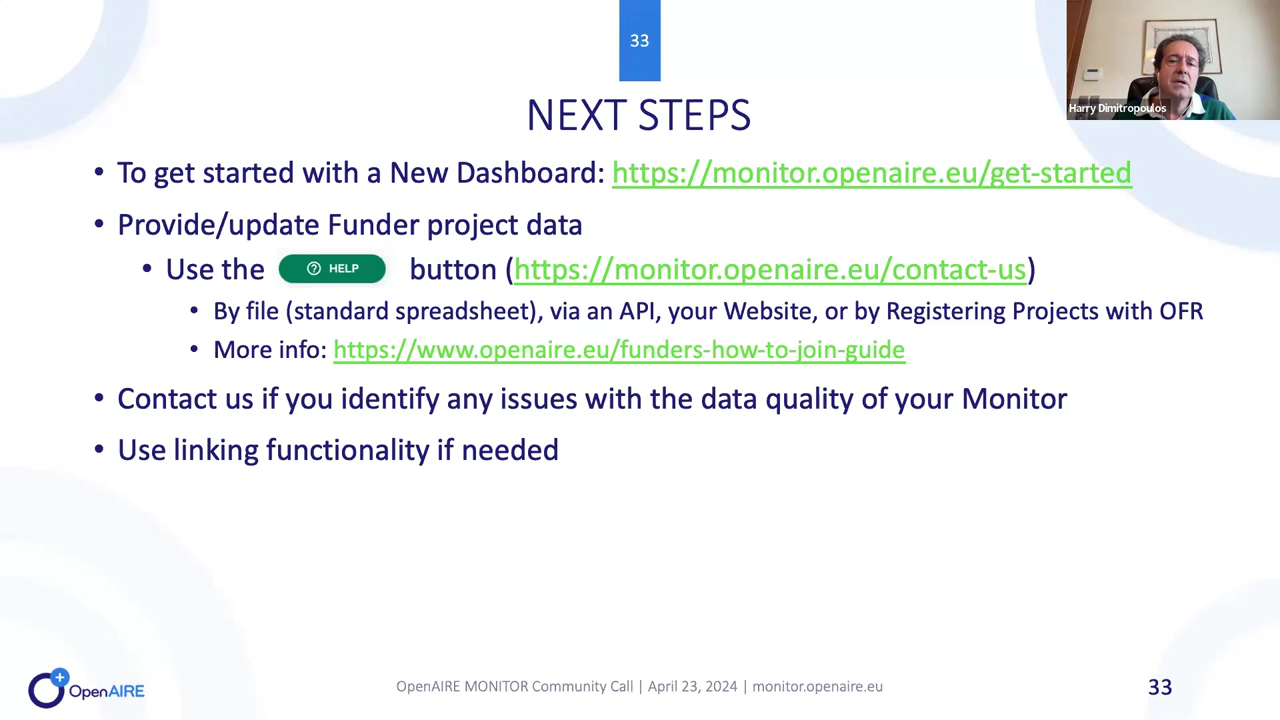 33
Harry Dimitropoulos
NEXT STEPS
• To get started with a New Dashboard: https://monitor.openaire.eu/get-started
• Provide/update Funder project data
• Use the HELP button (https://monitor.openaire.eu/contact-us)
• By file (standard spreadsheet), via an API, your Website, or by Registering Projects with OFR
• More info: https://www.openaire.eu/funders-how-to-join-guide
• Contact us if you identify any issues with the data quality of your Monitor
• Use linking functionality if needed
OpenAIRE
OpenAIRE MONITOR Community Call | April 23, 2024 | monitor.openaire.eu
33